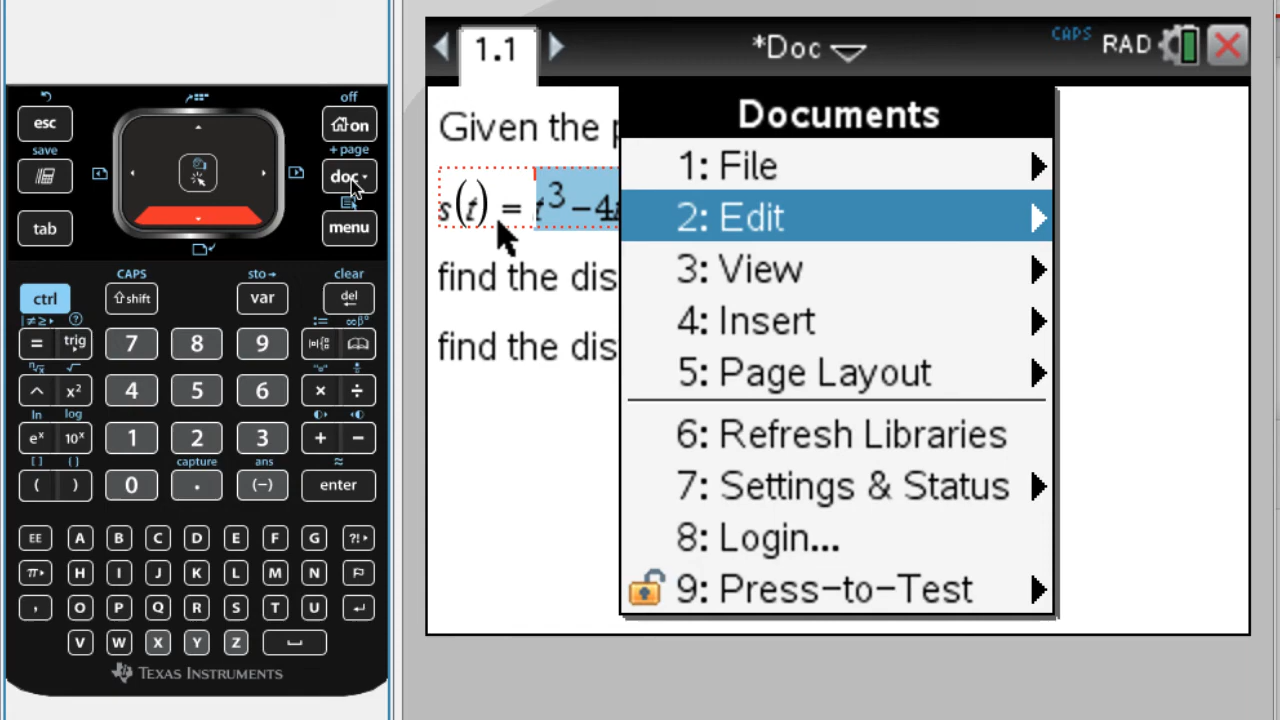 off
esc
on
save
+ page
doc
tab
menu
CAPS
sto→
clear
ctrl
shift
var
del
|≠≥▸
?
:=
∞β°
=
trig
7
8
9
|□|{□
ⁿ√x
√
^
x²
4
5
6
×
÷
ln
log
eˣ
10ˣ
1
2
3
+
−
[ ]
{ }
capture
ans
≈
(
)
0
.
(−)
enter
EE
A
B
C
D
E
F
G
?!▸
π▸
H
I
J
K
L
M
N
,
O
P
Q
R
S
T
U
V
W
X
Y
Z
TEXAS INSTRUMENTS
1.1
*Doc
CAPS
RAD
Given the
s(t) = t³−4
find the dis
find the dis
Documents
1: File
2: Edit
3: View
4: Insert
5: Page Layout
6: Refresh Libraries
7: Settings & Status
8: Login...
9: Press-to-Test